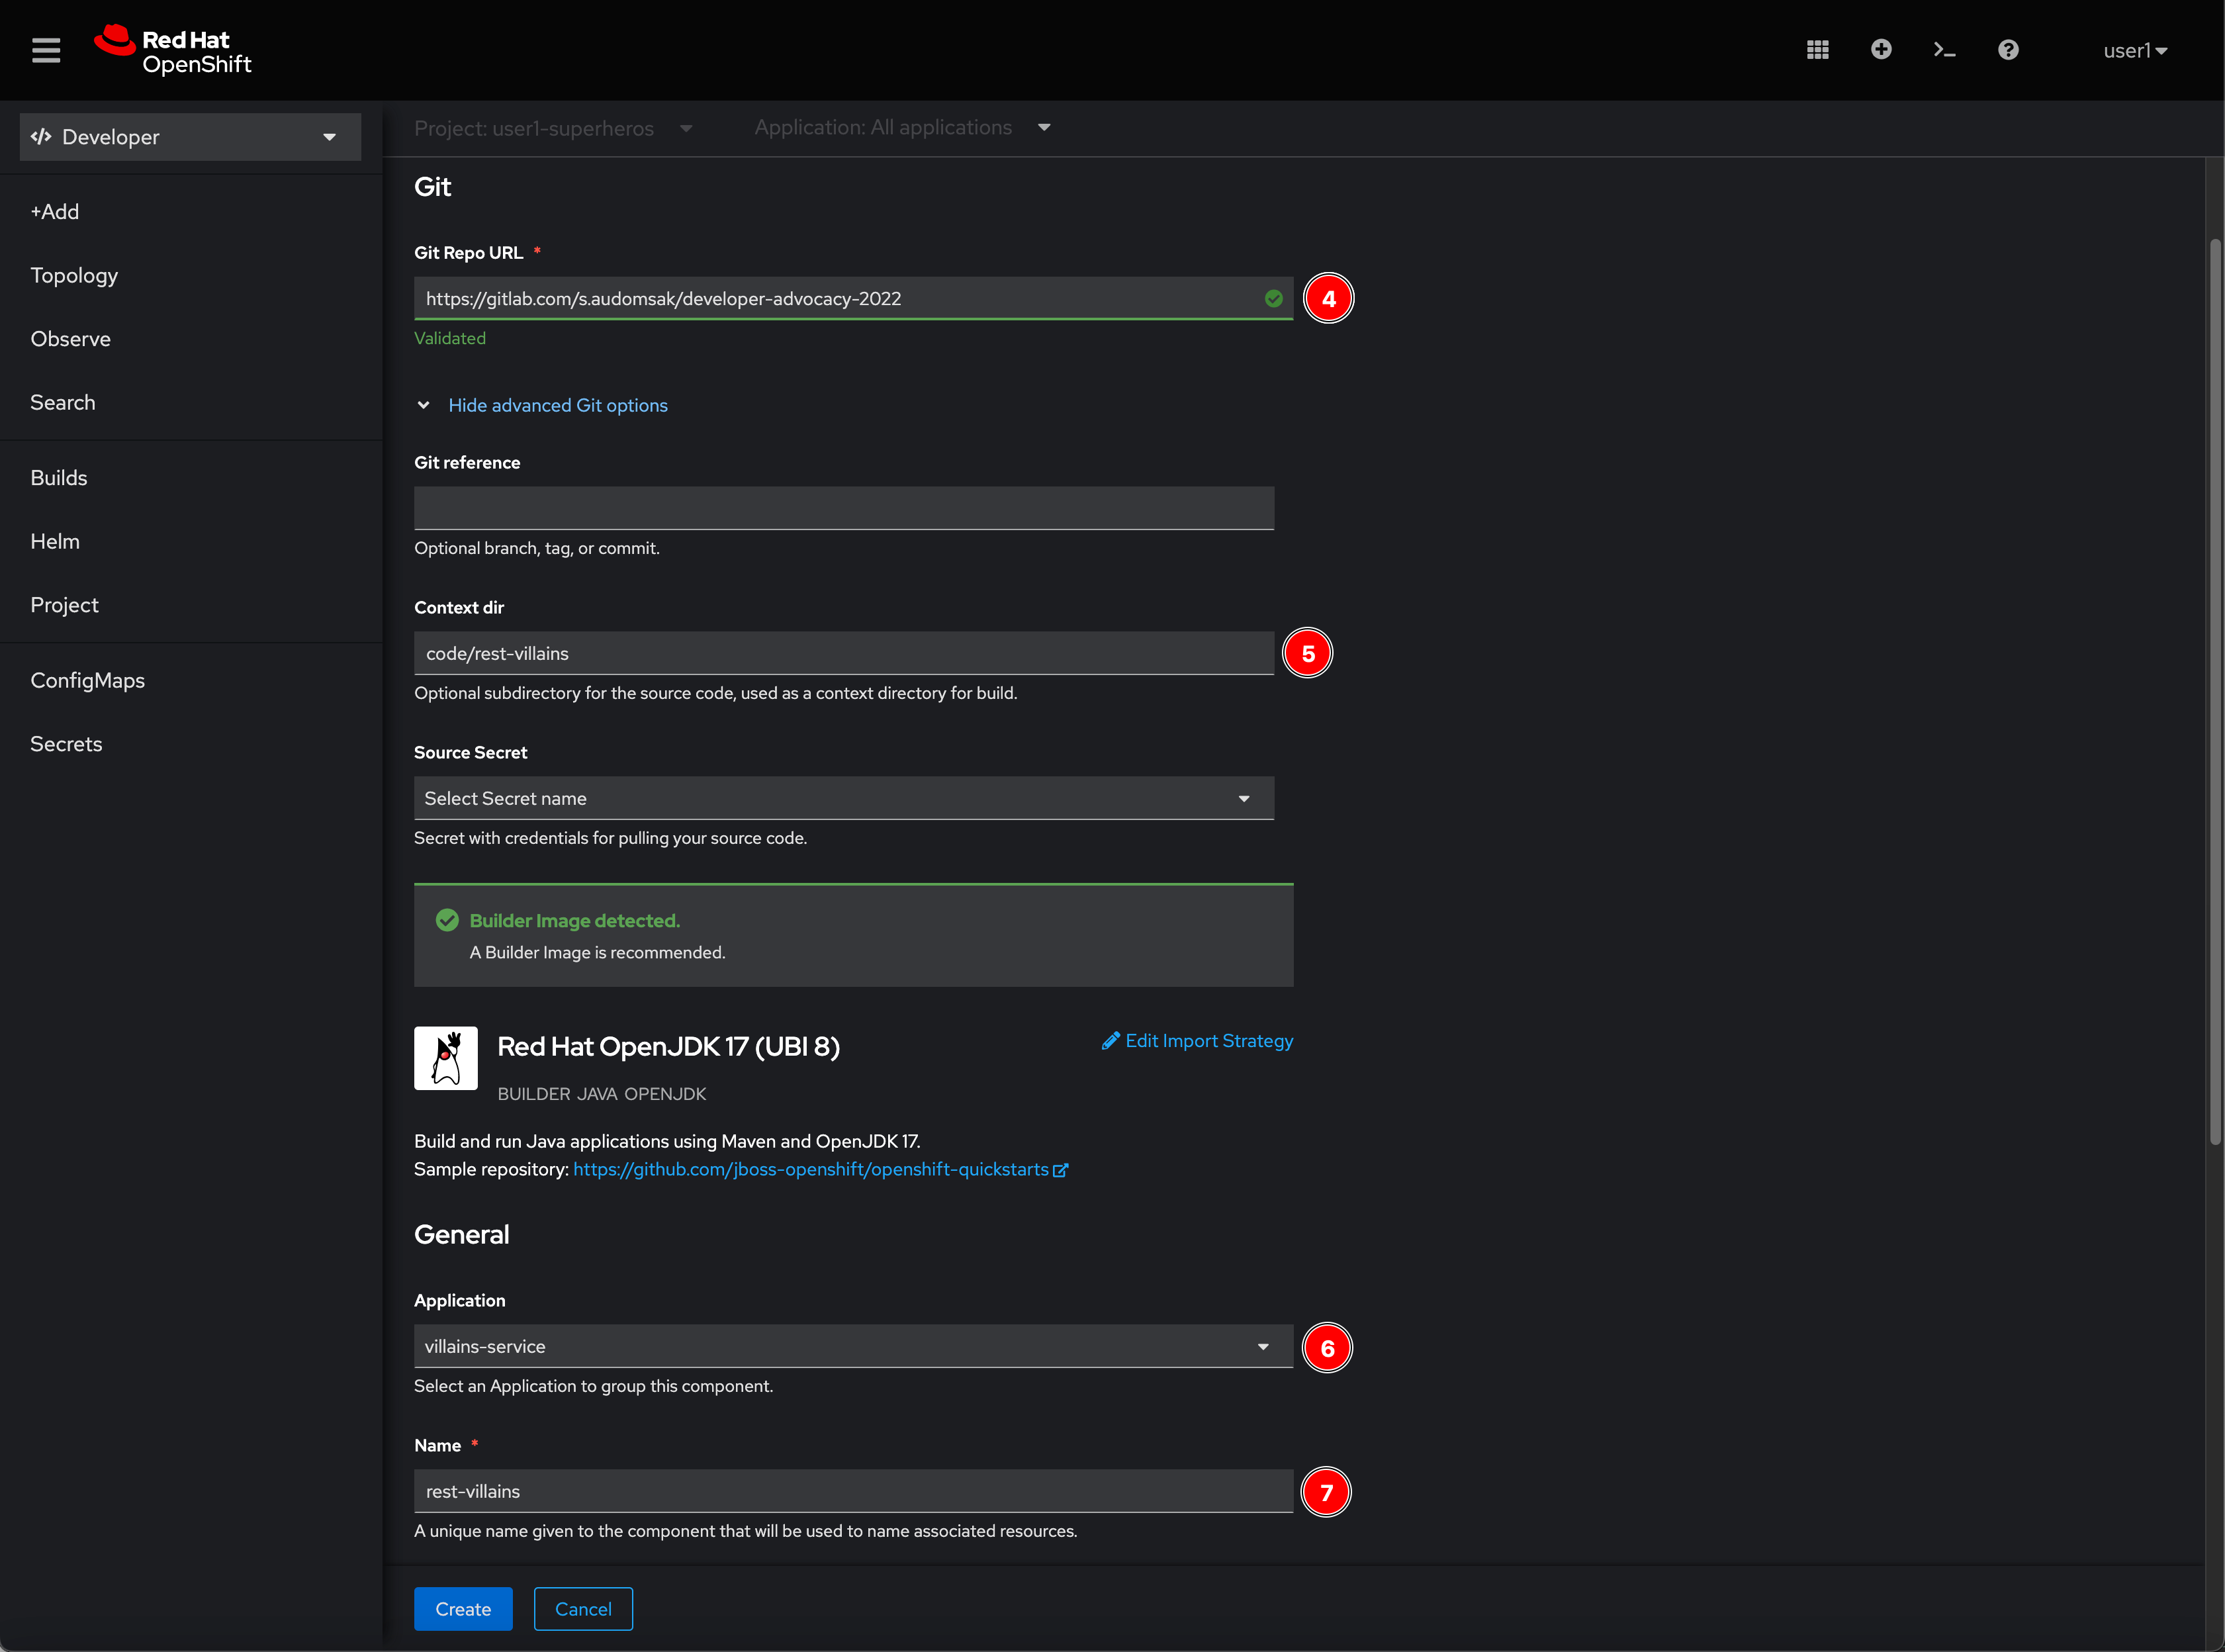 Red Hat
OpenShift
user1
Developer
Project: user1-superheros
Application: All applications
+Add
Topology
Observe
Search
Builds
Helm
Project
ConfigMaps
Secrets
Git
Git Repo URL *
https://gitlab.com/s.audomsak/developer-advocacy-2022
4
Validated
Hide advanced Git options
Git reference
Optional branch, tag, or commit.
Context dir
code/rest-villains
5
Optional subdirectory for the source code, used as a context directory for build.
Source Secret
Select Secret name
Secret with credentials for pulling your source code.
Builder Image detected.
A Builder Image is recommended.
Red Hat OpenJDK 17 (UBI 8)
Edit Import Strategy
BUILDER JAVA OPENJDK
Build and run Java applications using Maven and OpenJDK 17.
Sample repository: https://github.com/jboss-openshift/openshift-quickstarts
General
Application
villains-service
6
Select an Application to group this component.
Name *
rest-villains
7
A unique name given to the component that will be used to name associated resources.
Create
Cancel